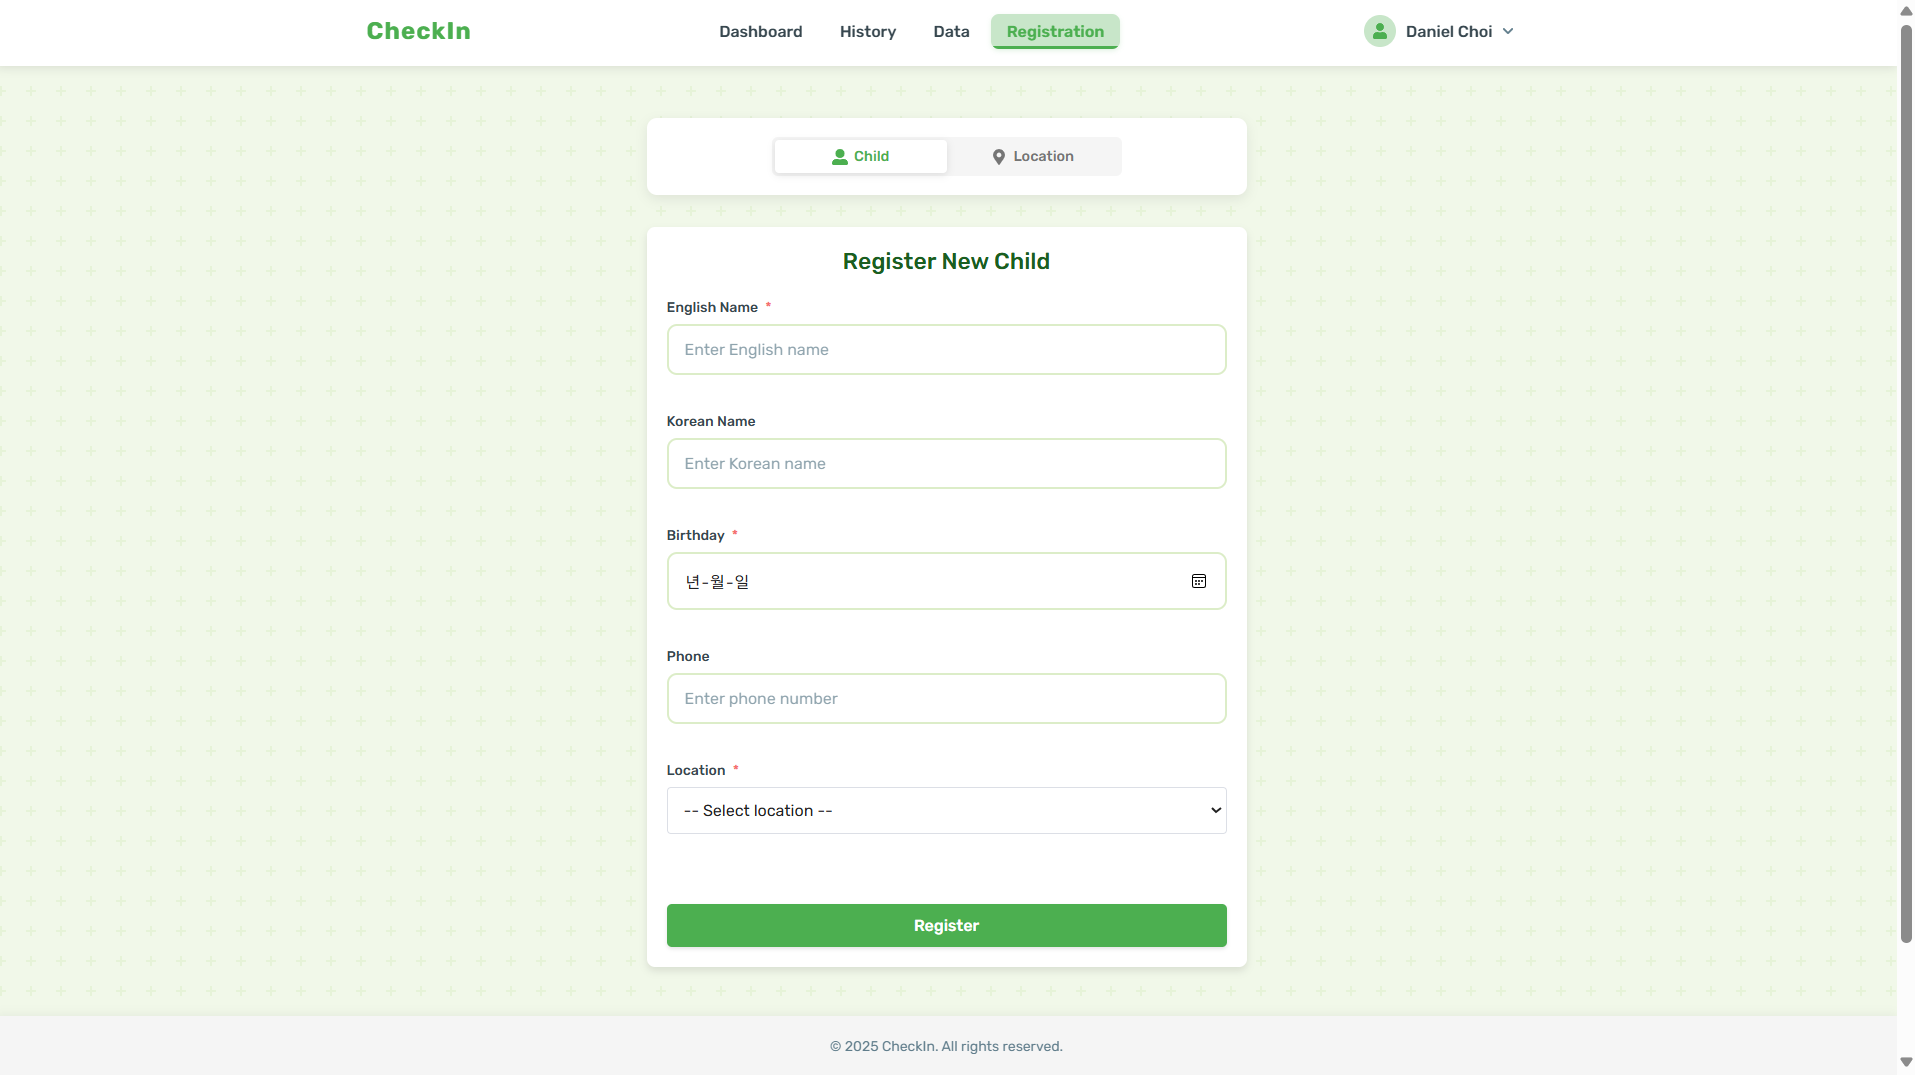 CheckIn
Dashboard
History
Data
Registration
Daniel Choi
Child
Location
Register New Child
English Name *
Enter English name
Korean Name
Enter Korean name
Birthday *
년-월-일
Phone
Enter phone number
Location *
-- Select location --
Register
© 2025 CheckIn. All rights reserved.